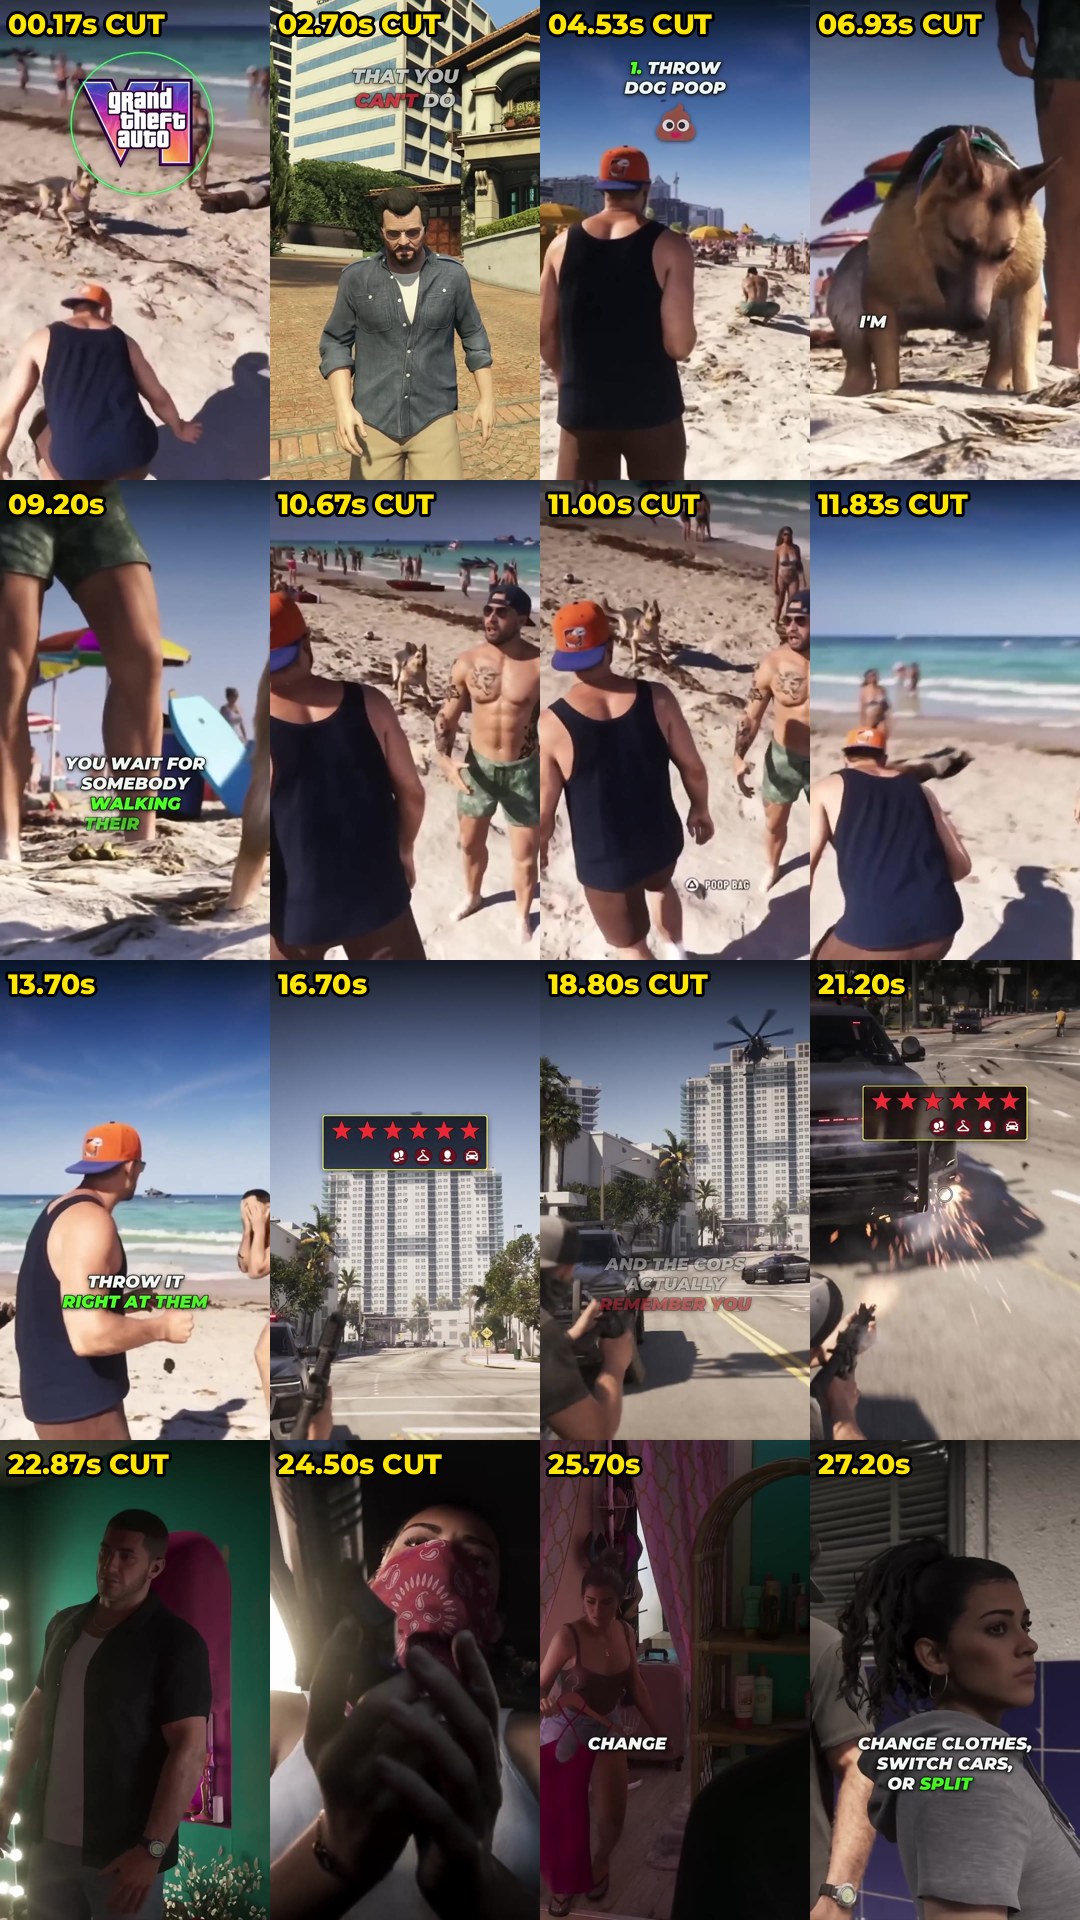 00.17s CUT
grand
theft
auto
VI
02.70s CUT
THAT YOU
CAN'T DO
04.53s CUT
1. THROW
DOG POOP
06.93s CUT
I'M
09.20s
YOU WAIT FOR
SOMEBODY
WALKING
THEIR
10.67s CUT
11.00s CUT
POOP BAG
11.83s CUT
13.70s
THROW IT
RIGHT AT THEM
16.70s
18.80s CUT
AND THE COPS
ACTUALLY
REMEMBER YOU
21.20s
22.87s CUT
24.50s CUT
25.70s
CHANGE
27.20s
CHANGE CLOTHES,
SWITCH CARS,
OR SPLIT